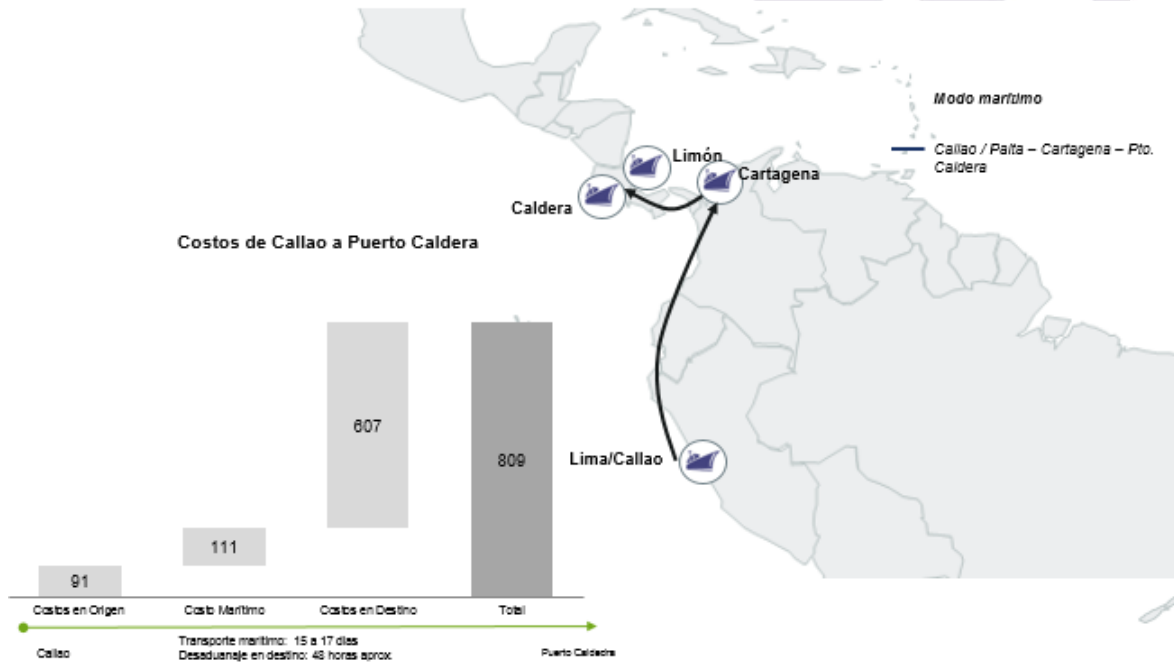 Modo marítimo
Callao / Paita – Cartagena – Pto.
Caldera
Limón
Cartagena
Caldera
Lima/Callao
Costos de Callao a Puerto Caldera
607
809
111
91
Costos en Origen
Costo Marítimo
Costos en Destino
Total
Transporte marítimo: 15 a 17 días
Desaduanaje en destino: 48 horas aprox.
Callao
Puerto Caldedra